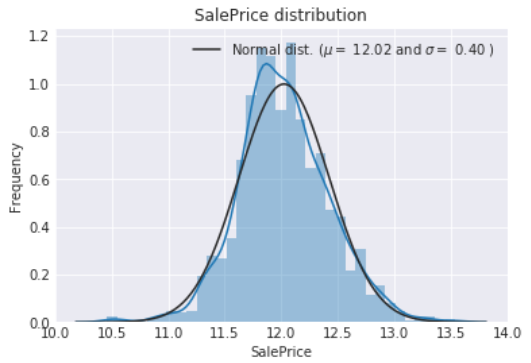 SalePrice distribution
Normal dist. (μ = 12.02 and σ = 0.40 )
1.2
1.0
0.8
0.6
0.4
0.2
0.0
Frequency
10.0 10.5 11.0 11.5 12.0 12.5 13.0 13.5 14.0
SalePrice